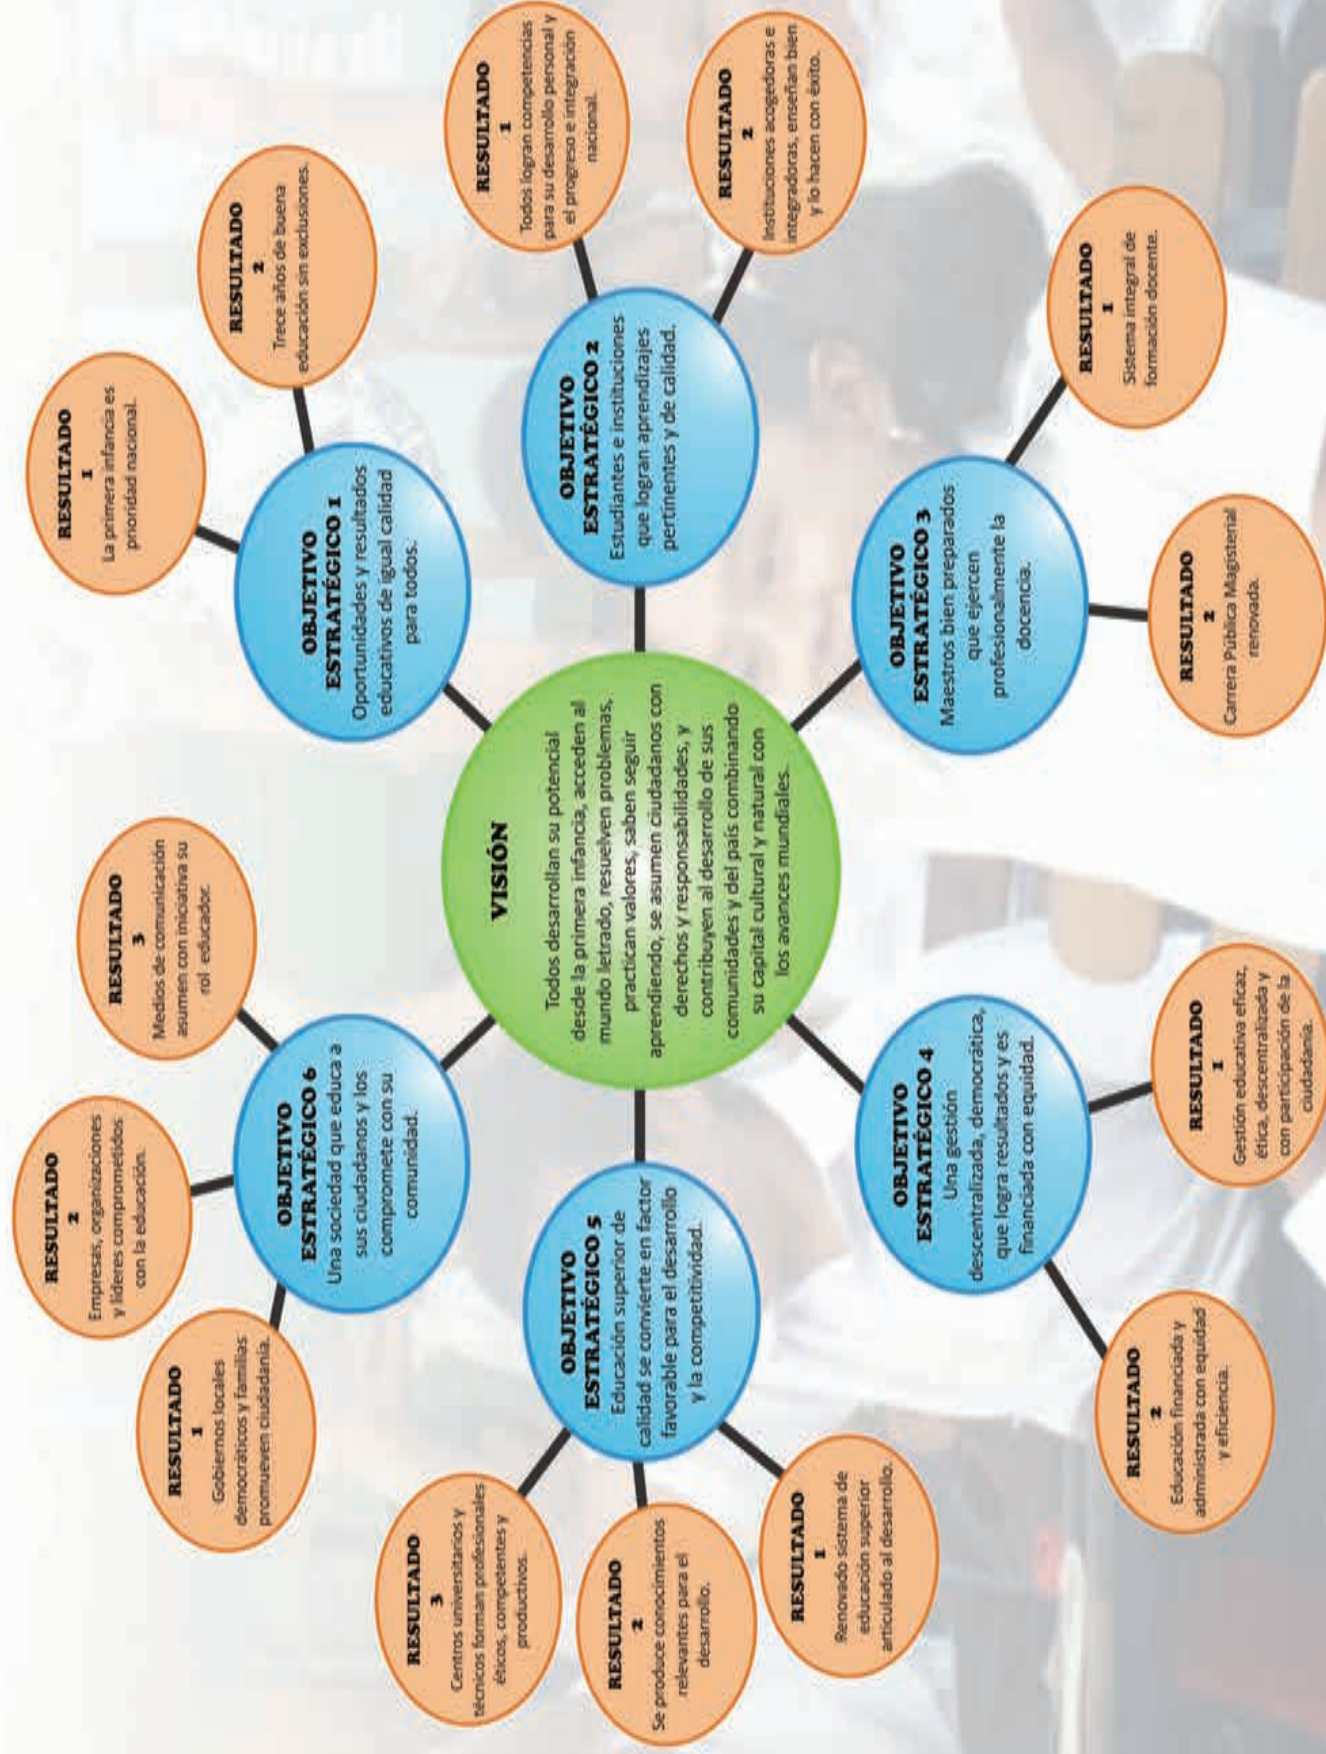 VISIÓN
Todos desarrollan su potencial
desde la primera infancia, acceden al
mundo letrado, resuelven problemas,
practican valores, saben seguir
aprendiendo, se asumen ciudadanos con
derechos y responsabilidades, y
contribuyen al desarrollo de sus
comunidades y del país combinando
su capital cultural y natural con
los avances mundiales.
OBJETIVO
ESTRATÉGICO 1
Oportunidades y resultados
educativos de igual calidad
para todos.
RESULTADO
1
La primera infancia es
prioridad nacional.
RESULTADO
2
Trece años de buena
educación sin exclusiones.
OBJETIVO
ESTRATÉGICO 2
Estudiantes e instituciones
que logran aprendizajes
pertinentes y de calidad.
RESULTADO
1
Todos logran competencias
para su desarrollo personal y
el progreso e integración
nacional.
RESULTADO
2
Instituciones acogedoras e
integradoras, enseñan bien
y lo hacen con éxito.
OBJETIVO
ESTRATÉGICO 3
Maestros bien preparados
que ejercen
profesionalmente la
docencia.
RESULTADO
1
Sistema integral de
formación docente.
RESULTADO
2
Carrera Pública Magisterial
renovada.
OBJETIVO
ESTRATÉGICO 4
Una gestión
descentralizada, democrática,
que logra resultados y es
financiada con equidad.
RESULTADO
1
Gestión educativa eficaz,
ética, descentralizada y
con participación de la
ciudadanía.
RESULTADO
2
Educación financiada y
administrada con equidad
y eficiencia.
OBJETIVO
ESTRATÉGICO 5
Educación superior de
calidad se convierte en factor
favorable para el desarrollo
y la competitividad.
RESULTADO
1
Renovado sistema de
educación superior
articulado al desarrollo.
RESULTADO
2
Se produce conocimientos
relevantes para el
desarrollo.
RESULTADO
3
Centros universitarios y
técnicos forman profesionales
éticos, competentes y
productivos.
OBJETIVO
ESTRATÉGICO 6
Una sociedad que educa a
sus ciudadanos y los
compromete con su
comunidad.
RESULTADO
1
Gobiernos locales
democráticos y familias
promueven ciudadanía.
RESULTADO
2
Empresas, organizaciones
y líderes comprometidos
con la educación.
RESULTADO
3
Medios de comunicación
asumen con iniciativa su
rol educador.